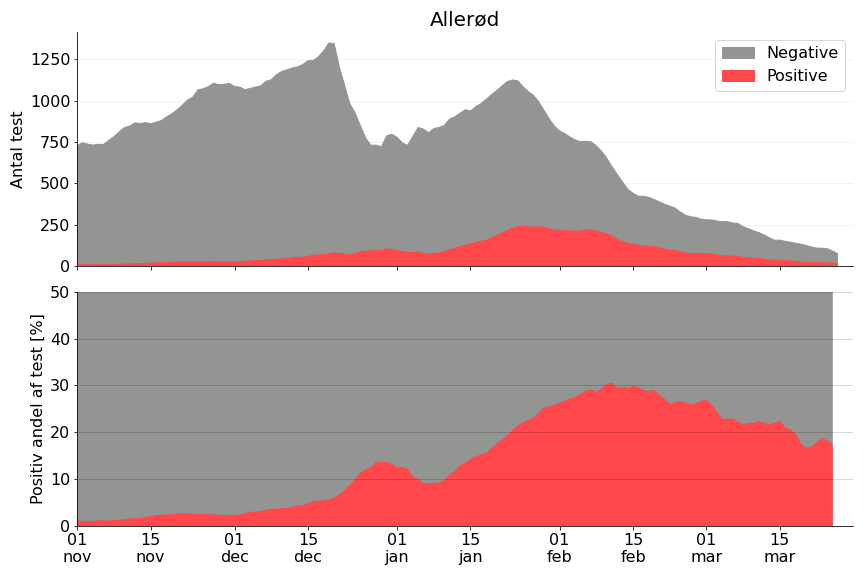 Allerød
Antal test
1250
1000
750
500
250
0
Negative
Positive
Positiv andel af test [%]
50
40
30
20
10
0
01 15 01 15 01 15 01 15 01 15
nov nov dec dec jan jan feb feb mar mar